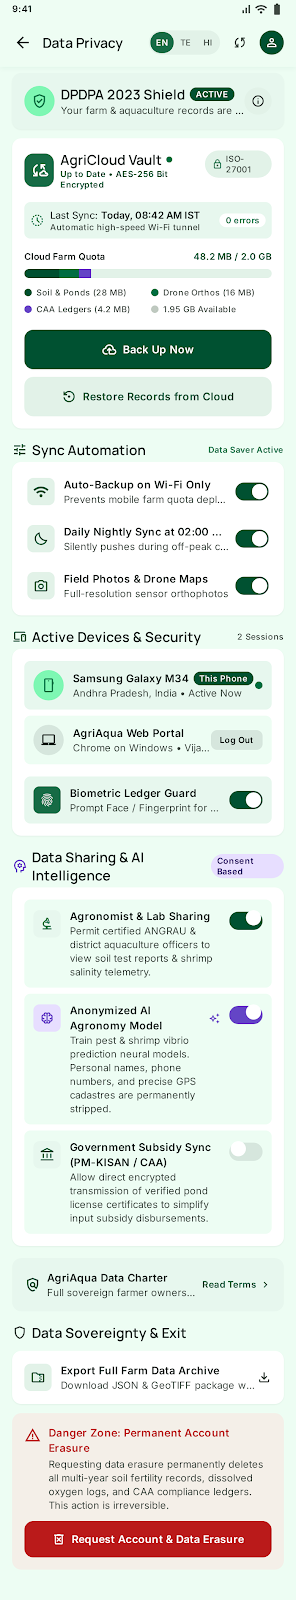 9:41
Data Privacy
EN TE HI
DPDPA 2023 Shield ACTIVE
Your farm & aquaculture records are ...
AgriCloud Vault
Up to Date • AES-256 Bit
Encrypted
ISO-
27001
Last Sync: Today, 08:42 AM IST
Automatic high-speed Wi-Fi tunnel
0 errors
Cloud Farm Quota
48.2 MB / 2.0 GB
Soil & Ponds (28 MB)
Drone Orthos (16 MB)
CAA Ledgers (4.2 MB)
1.95 GB Available
Back Up Now
Restore Records from Cloud
Sync Automation
Data Saver Active
Auto-Backup on Wi-Fi Only
Prevents mobile farm quota depl...
Daily Nightly Sync at 02:00 ...
Silently pushes during off-peak c...
Field Photos & Drone Maps
Full-resolution sensor orthophotos
Active Devices & Security
2 Sessions
Samsung Galaxy M34 This Phone
Andhra Pradesh, India • Active Now
AgriAqua Web Portal
Chrome on Windows • Vija...
Log Out
Biometric Ledger Guard
Prompt Face / Fingerprint for ...
Data Sharing & AI
Intelligence
Consent
Based
Agronomist & Lab Sharing
Permit certified ANGRAU &
district aquaculture officers to
view soil test reports & shrimp
salinity telemetry.
Anonymized AI
Agronomy Model
Train pest & shrimp vibrio
prediction neural models.
Personal names, phone
numbers, and precise GPS
cadastres are permanently
stripped.
Government Subsidy Sync
(PM-KISAN / CAA)
Allow direct encrypted
transmission of verified pond
license certificates to simplify
input subsidy disbursements.
AgriAqua Data Charter
Full sovereign farmer owners...
Read Terms
Data Sovereignty & Exit
Export Full Farm Data Archive
Download JSON & GeoTIFF package w...
Danger Zone: Permanent Account
Erasure
Requesting data erasure permanently deletes
all multi-year soil fertility records, dissolved
oxygen logs, and CAA compliance ledgers.
This action is irreversible.
Request Account & Data Erasure